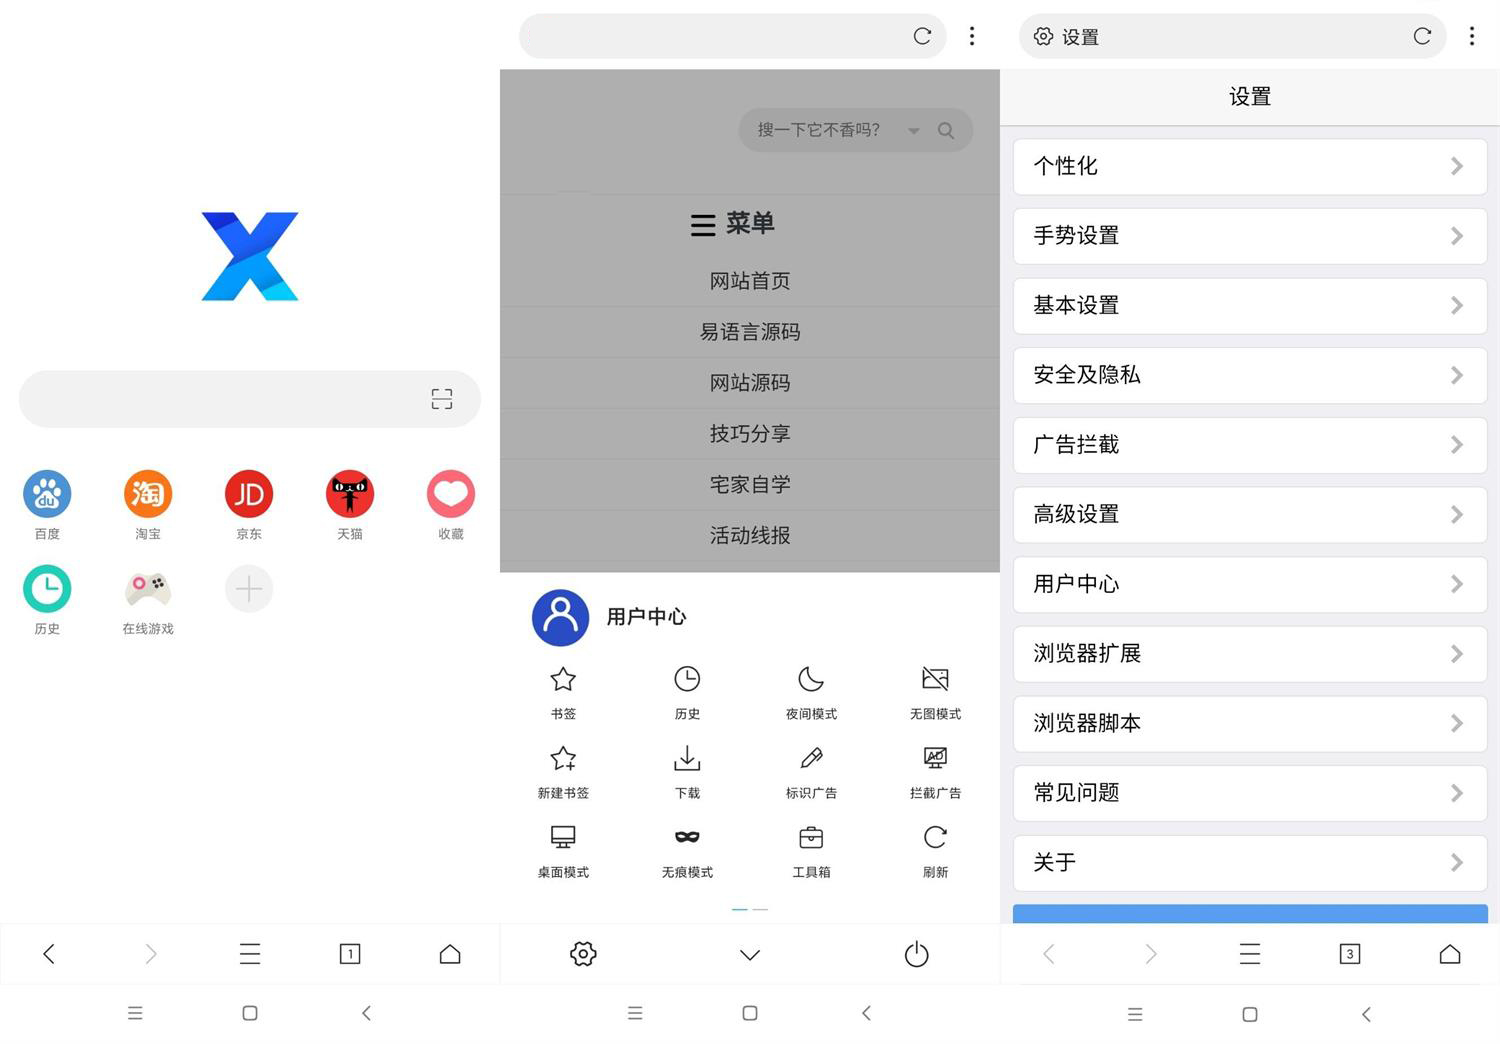 du
淘
JD
百度
淘宝
京东
天猫
收藏
历史
在线游戏
1
搜一下它不香吗?
菜单
网站首页
易语言源码
网站源码
技巧分享
宅家自学
活动线报
用户中心
书签
历史
夜间模式
无图模式
新建书签
下载
标识广告
AD
拦截广告
桌面模式
无痕模式
工具箱
刷新
设置
设置
个性化
手势设置
基本设置
安全及隐私
广告拦截
高级设置
用户中心
浏览器扩展
浏览器脚本
常见问题
关于
3